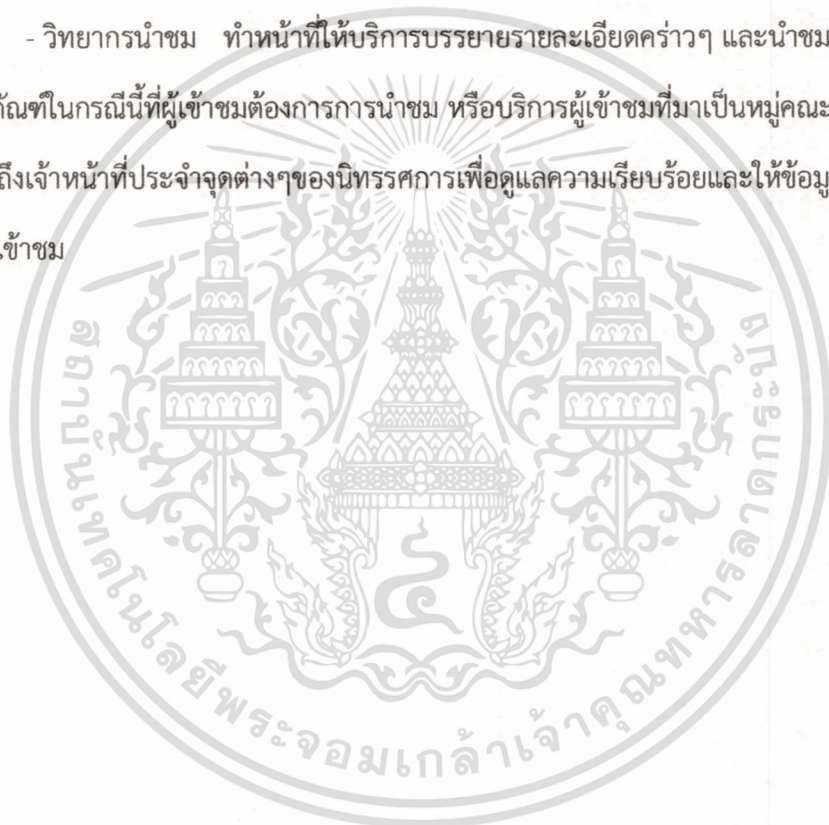 - วิทยากรนำชม ทำหน้าที่ให้บริการบรรยายรายละเอียดคร่าวๆ และนำชม
ภัณฑ์ในกรณีนี้ที่ผู้เข้าชมต้องการการนำชม หรือบริการผู้เข้าชมที่มาเป็นหมู่คณะ
ถึงเจ้าหน้าที่ประจำจุดต่างๆของนิทรรศการเพื่อดูแลความเรียบร้อยและให้ข้อมู
เข้าชม
สถาบันเทคโนโลยีพระจอมเกล้าเจ้าคุณทหารลาดกระบัง